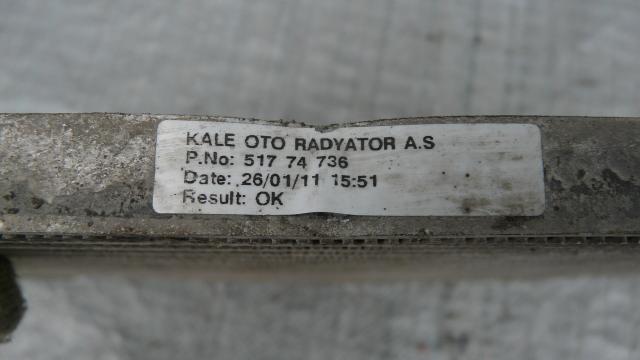 KALE OTO RADYATOR A.S
P.No: 517 74 736
Date: 26/01/11 15:51
Result: OK